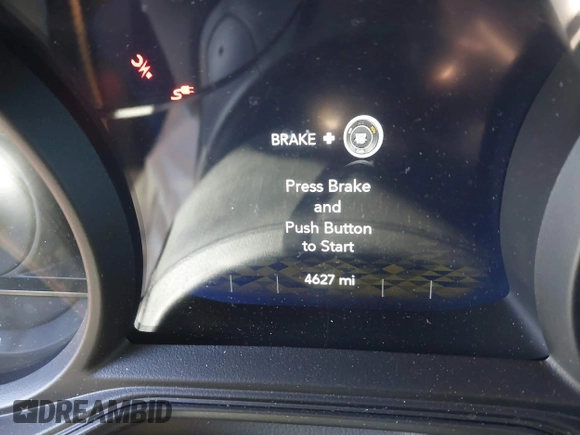 BRAKE +
Press Brake
and
Push Button
to Start
4627 mi
DREAMBID